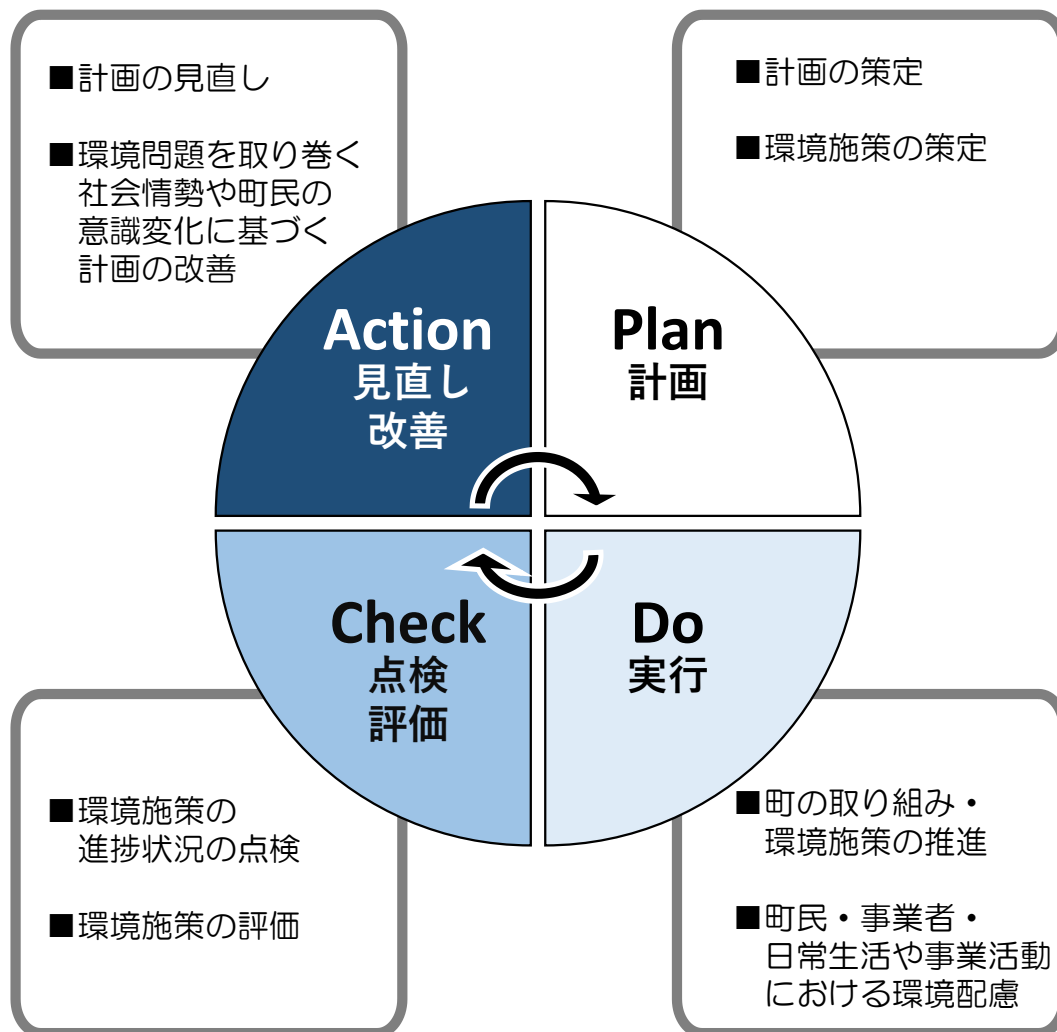 ■計画の見直し
■環境問題を取り巻く
社会情勢や町民の
意識変化に基づく
計画の改善
■計画の策定
■環境施策の策定
Action
見直し
改善
Plan
計画
Check
点検
評価
Do
実行
■環境施策の
進捗状況の点検
■環境施策の評価
■町の取り組み・
環境施策の推進
■町民・事業者・
日常生活や事業活動
における環境配慮